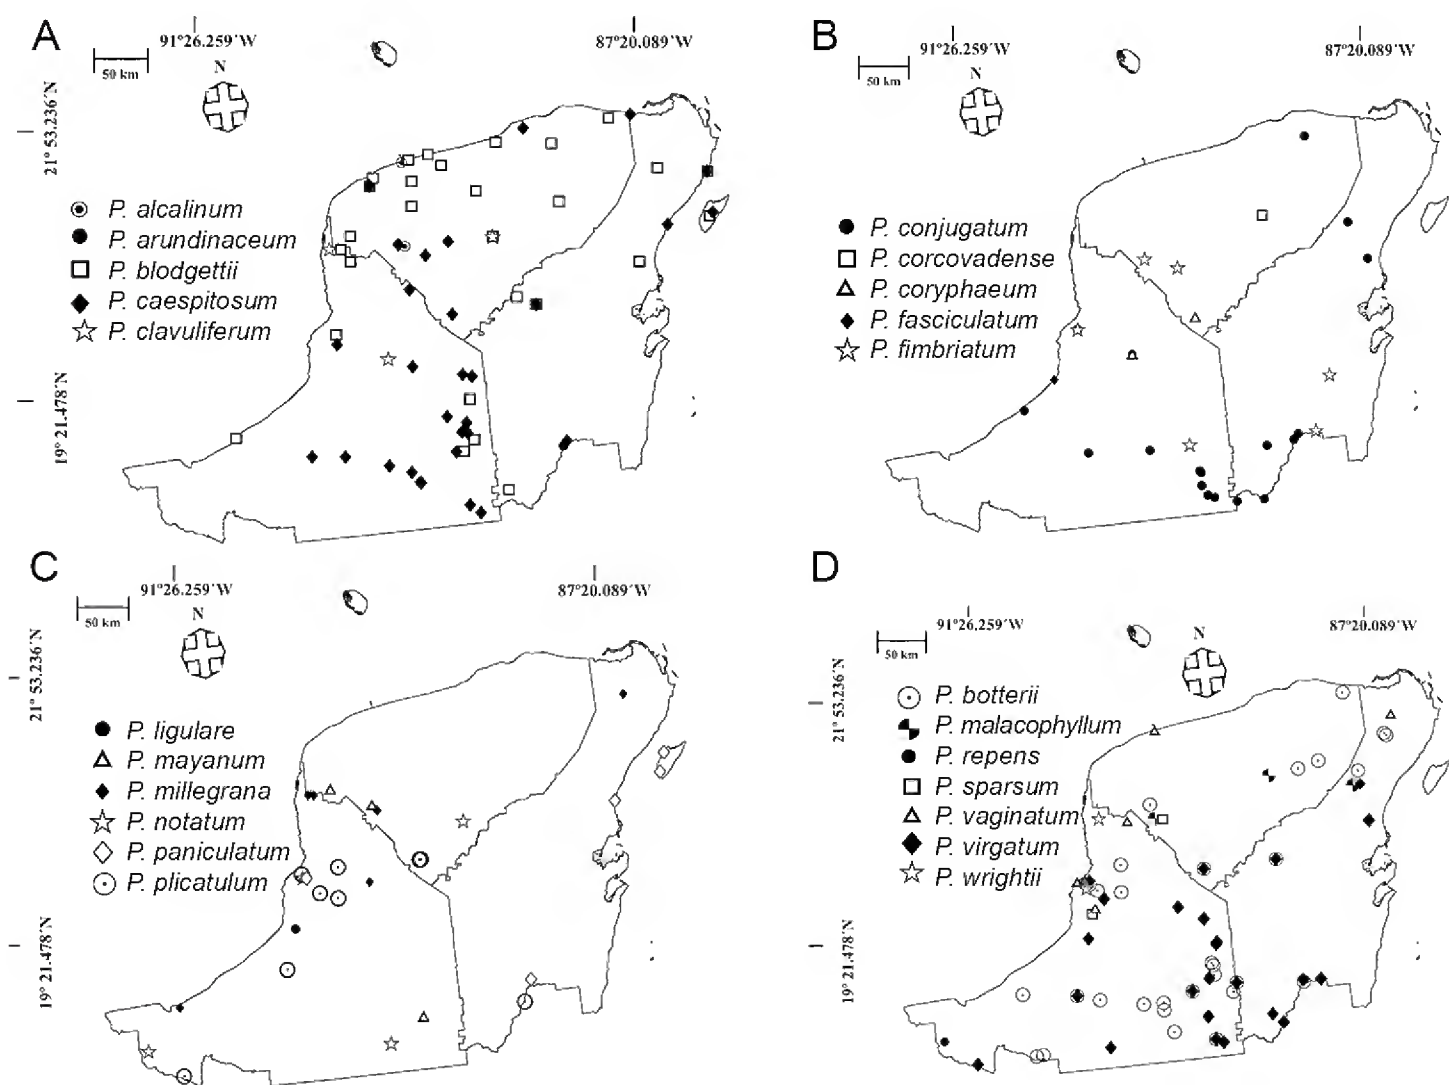 A
91°26.259´W
87°20.089´W
50 km
N
21° 53.236´N
19° 21.478´N
P. alcalinum
P. arundinaceum
P. blodgettii
P. caespitosum
P. clavuliferum
B
91°26.259´W
87°20.089´W
50 km
N
P. conjugatum
P. corcovadense
P. coryphaeum
P. fasciculatum
P. fimbriatum
C
91°26.259´W
87°20.089´W
50 km
N
21° 53.236´N
19° 21.478´N
P. ligulare
P. mayanum
P. millegrana
P. notatum
P. paniculatum
P. plicatulum
D
91°26.259´W
87°20.089´W
50 km
N
21° 53.236´N
19° 21.478´N
P. botterii
P. malacophyllum
P. repens
P. sparsum
P. vaginatum
P. virgatum
P. wrightii